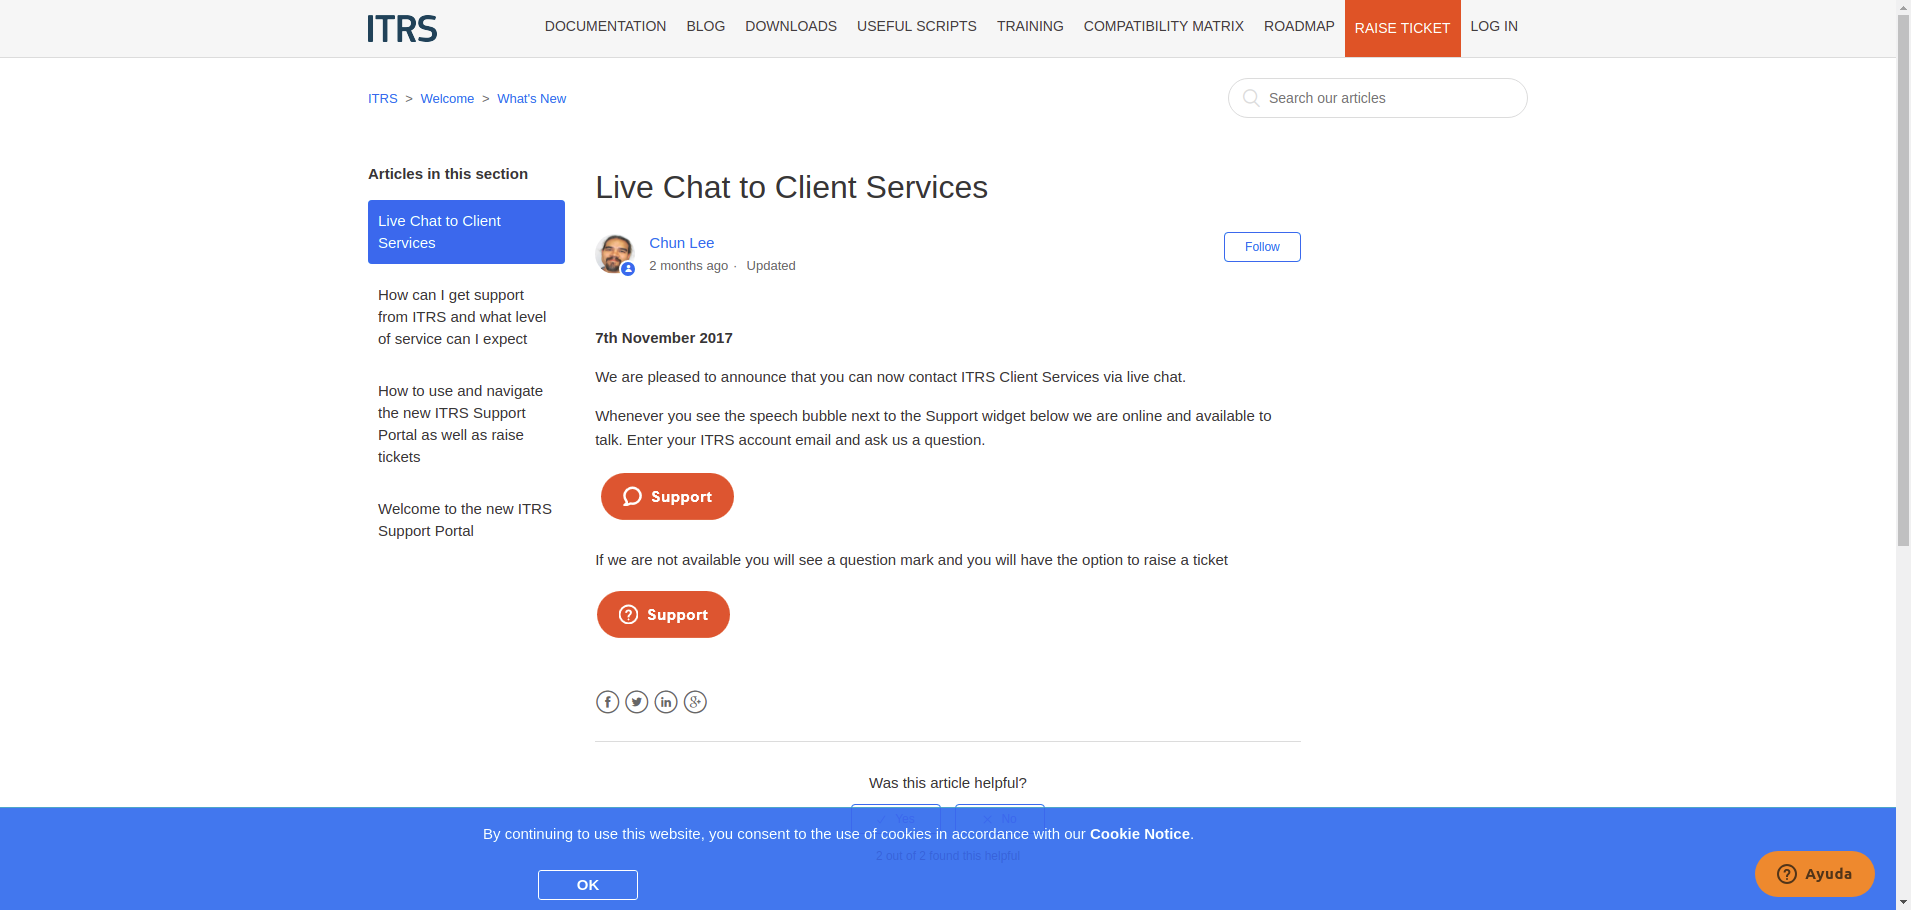 ITRS
DOCUMENTATION BLOG DOWNLOADS USEFUL SCRIPTS TRAINING COMPATIBILITY MATRIX ROADMAP RAISE TICKET LOG IN
ITRS > Welcome > What's New
Search our articles
Articles in this section
Live Chat to Client
Services
How can I get support
from ITRS and what level
of service can I expect
How to use and navigate
the new ITRS Support
Portal as well as raise
tickets
Welcome to the new ITRS
Support Portal
Live Chat to Client Services
Chun Lee
2 months ago · Updated
Follow
7th November 2017
We are pleased to announce that you can now contact ITRS Client Services via live chat.
Whenever you see the speech bubble next to the Support widget below we are online and available to
talk. Enter your ITRS account email and ask us a question.
Support
If we are not available you will see a question mark and you will have the option to raise a ticket
Support
Was this article helpful?
Yes No
By continuing to use this website, you consent to the use of cookies in accordance with our Cookie Notice.
2 out of 2 found this helpful
OK
Ayuda